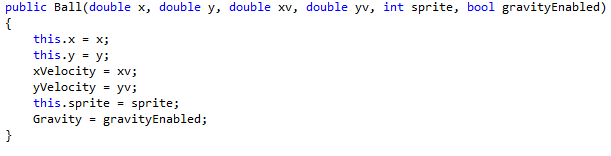 public Ball(double x, double y, double xv, double yv, int sprite, bool gravityEnabled)
{
    this.x = x;
    this.y = y;
    xVelocity = xv;
    yVelocity = yv;
    this.sprite = sprite;
    Gravity = gravityEnabled;
}